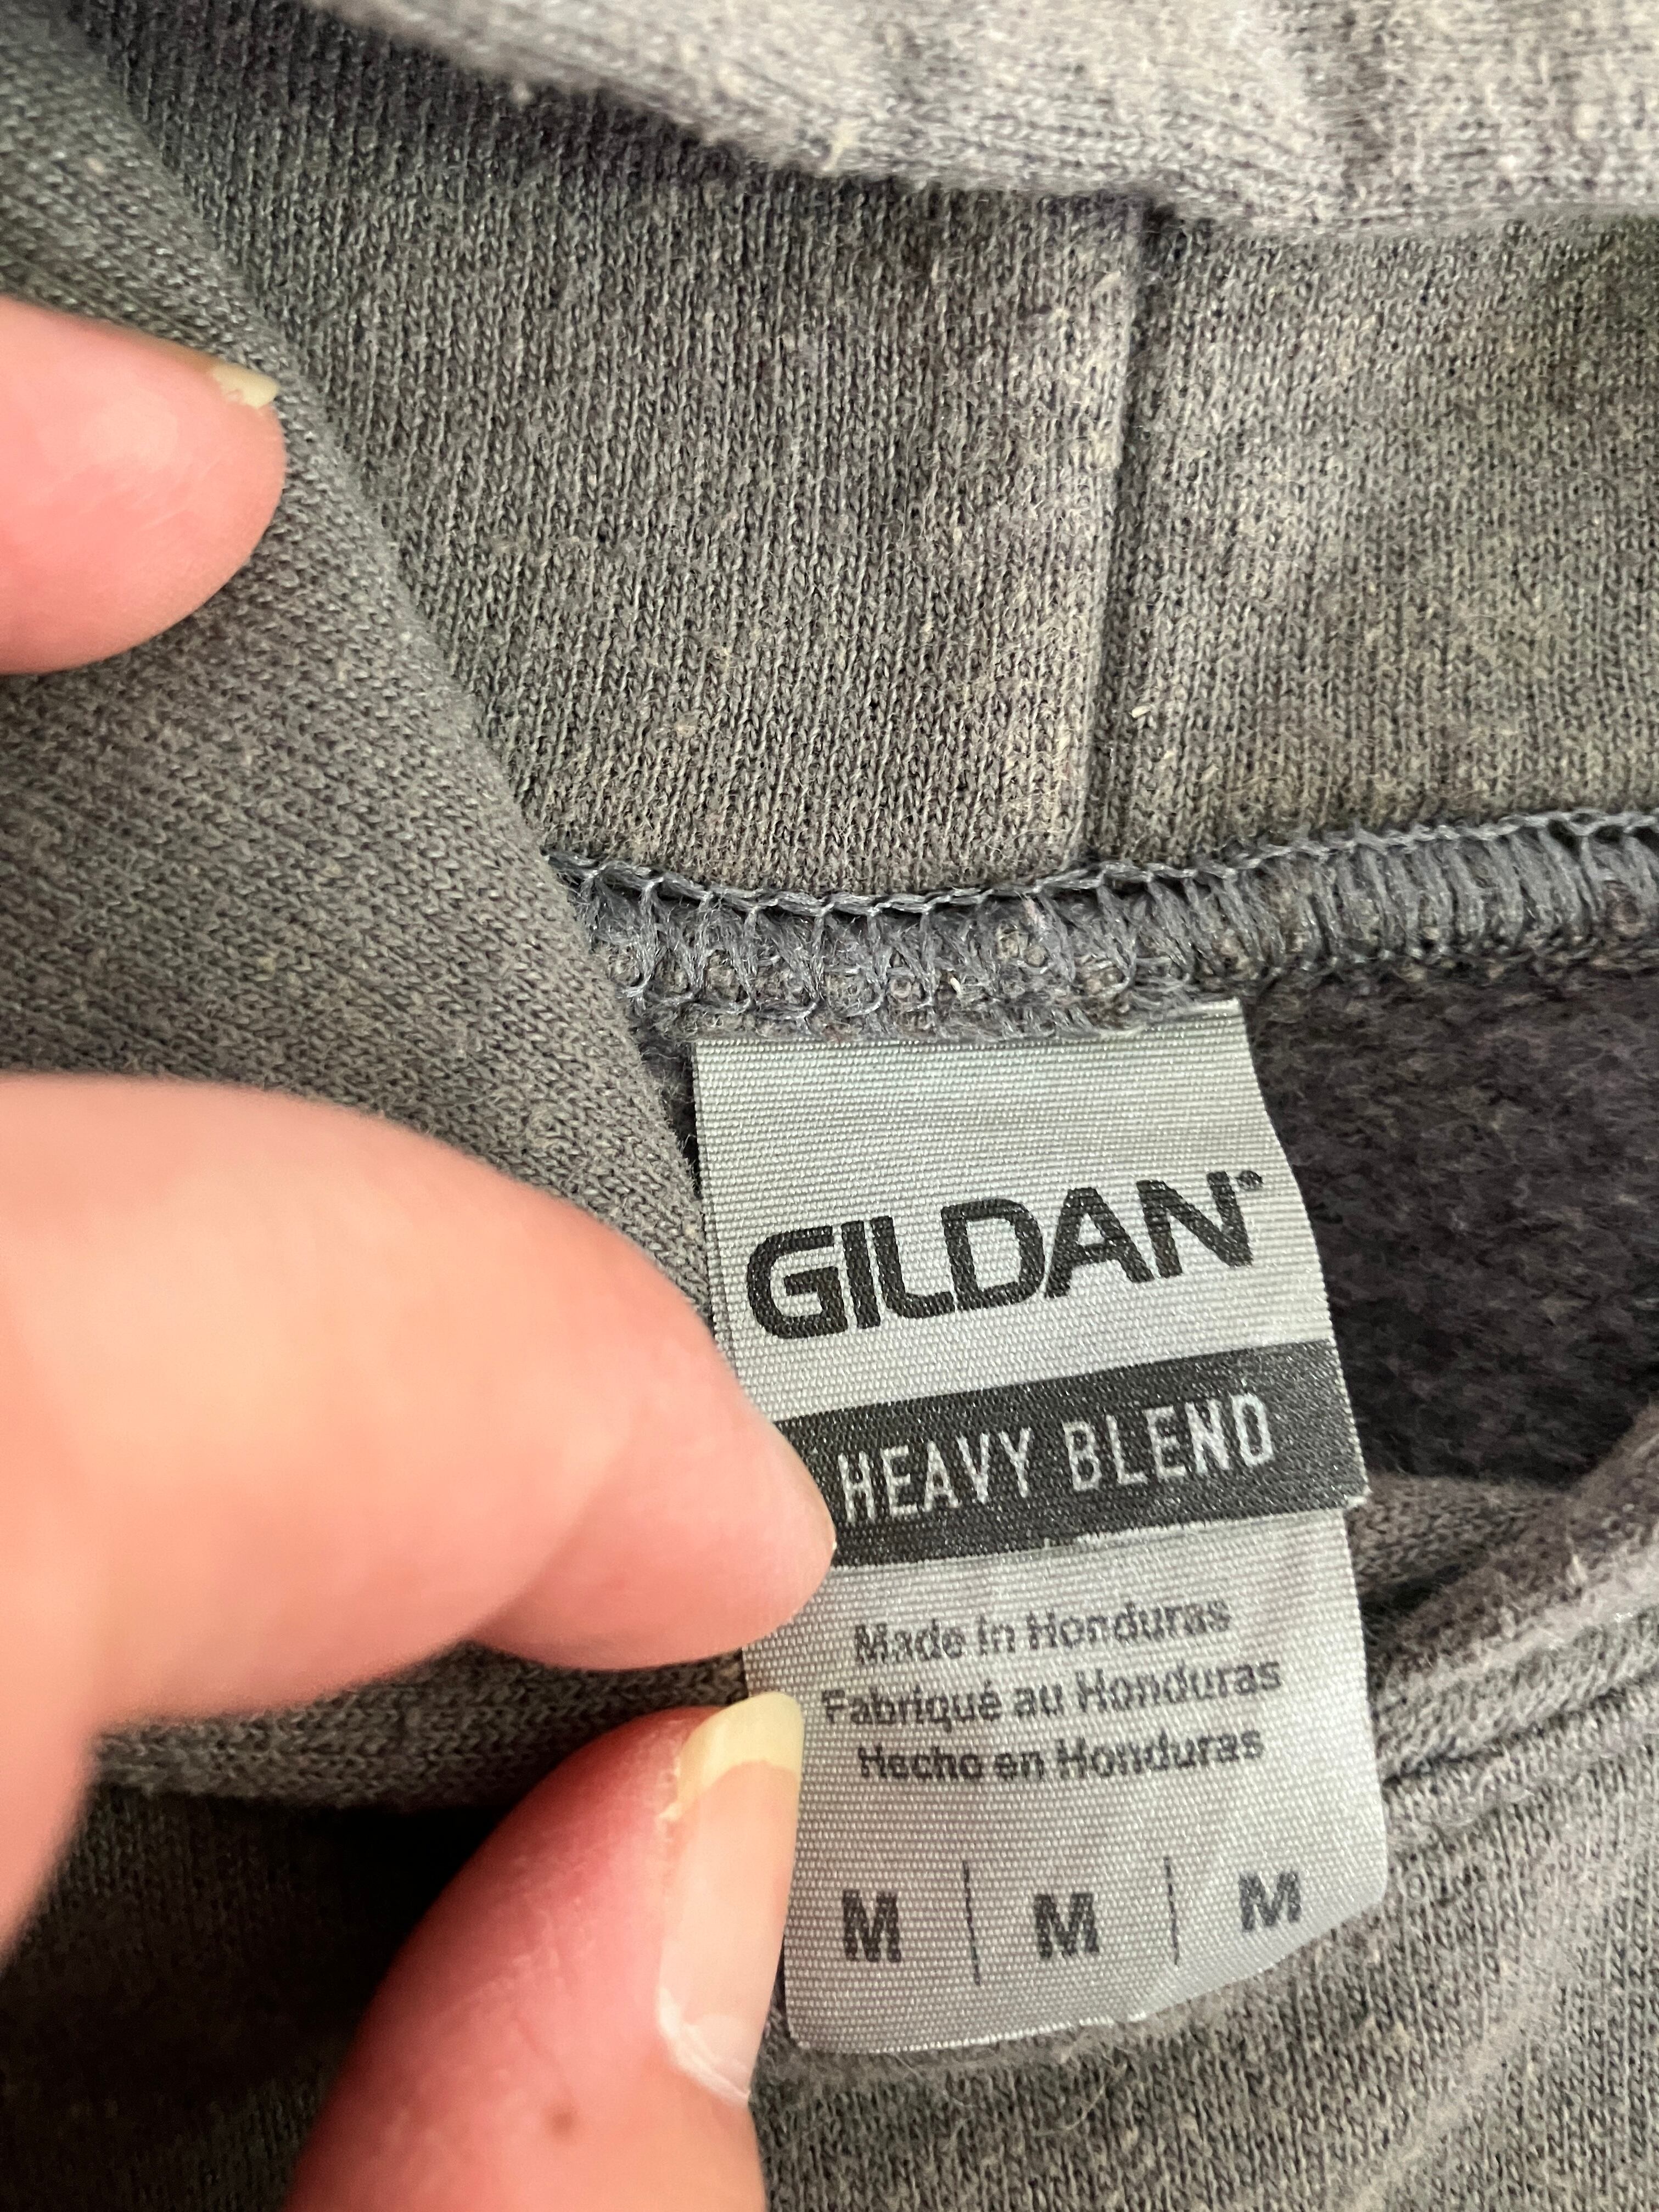 GILDAN®
HEAVY BLEND
Made in Honduras
Fabriqué au Honduras
Hecho en Honduras
M | M | M